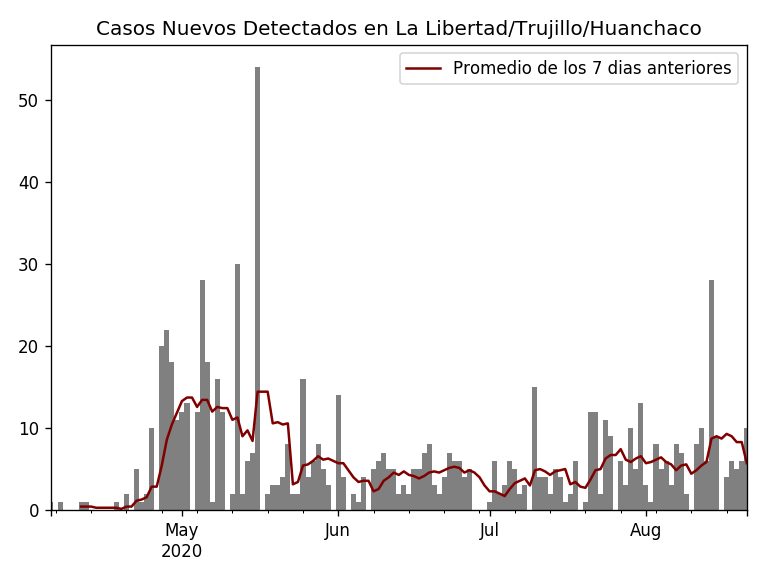 Casos Nuevos Detectados en La Libertad/Trujillo/Huanchaco
Promedio de los 7 dias anteriores
50
40
30
20
10
0
May
2020
Jun
Jul
Aug